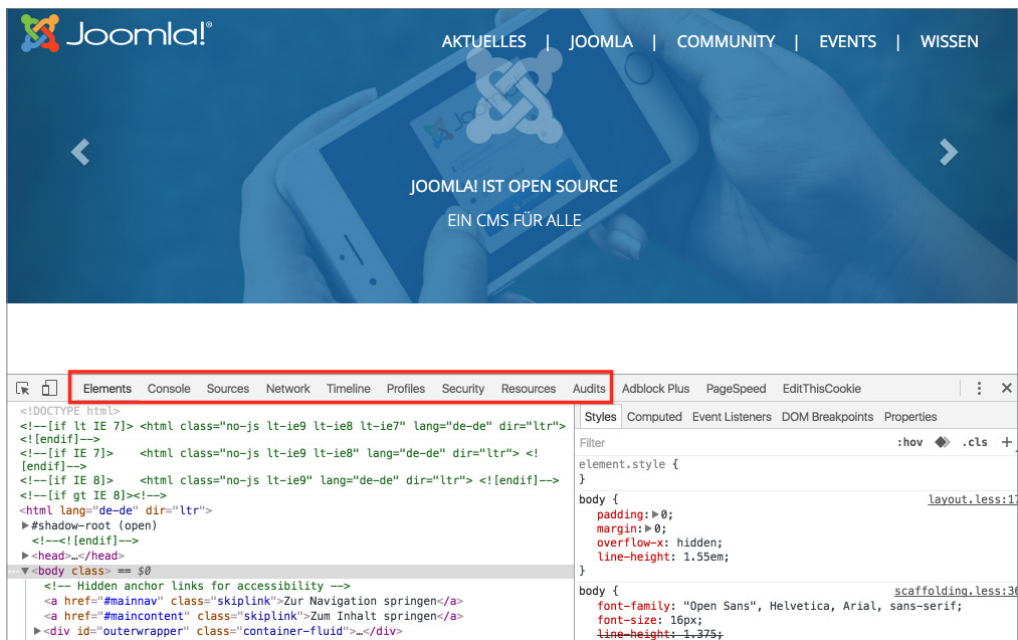 Joomla!®
AKTUELLES | JOOMLA | COMMUNITY | EVENTS | WISSEN
JOOMLA! IST OPEN SOURCE
EIN CMS FÜR ALLE
Elements Console Sources Network Timeline Profiles Security Resources Audits Adblock Plus PageSpeed EditThisCookie
<!DOCTYPE html>
<!--[if lt IE 7]> <html class="no-js lt-ie9 lt-ie8 lt-ie7" lang="de-de" dir="ltr">
<![endif]-->
<!--[if IE 7]>    <html class="no-js lt-ie9 lt-ie8" lang="de-de" dir="ltr"> <!
[endif]-->
<!--[if IE 8]>    <html class="no-js lt-ie9" lang="de-de" dir="ltr"> <![endif]-->
<!--[if gt IE 8]><!-->
<html lang="de-de" dir="ltr">
▶#shadow-root (open)
<!--<![endif]-->
▶<head>…</head>
…▼<body class> == $0
<!-- Hidden anchor links for accessibility -->
<a href="#mainnav" class="skiplink">Zur Navigation springen</a>
<a href="#maincontent" class="skiplink">Zum Inhalt springen</a>
▶<div id="outerwrapper" class="container-fluid">…</div>
Styles Computed Event Listeners DOM Breakpoints Properties
Filter :hov .cls +
element.style {
}
body { layout.less:17
padding:▶0;
margin:▶0;
overflow-x: hidden;
line-height: 1.55em;
}
body { scaffolding.less:30
font-family: "Open Sans", Helvetica, Arial, sans-serif;
font-size: 16px;
line-height: 1.375;